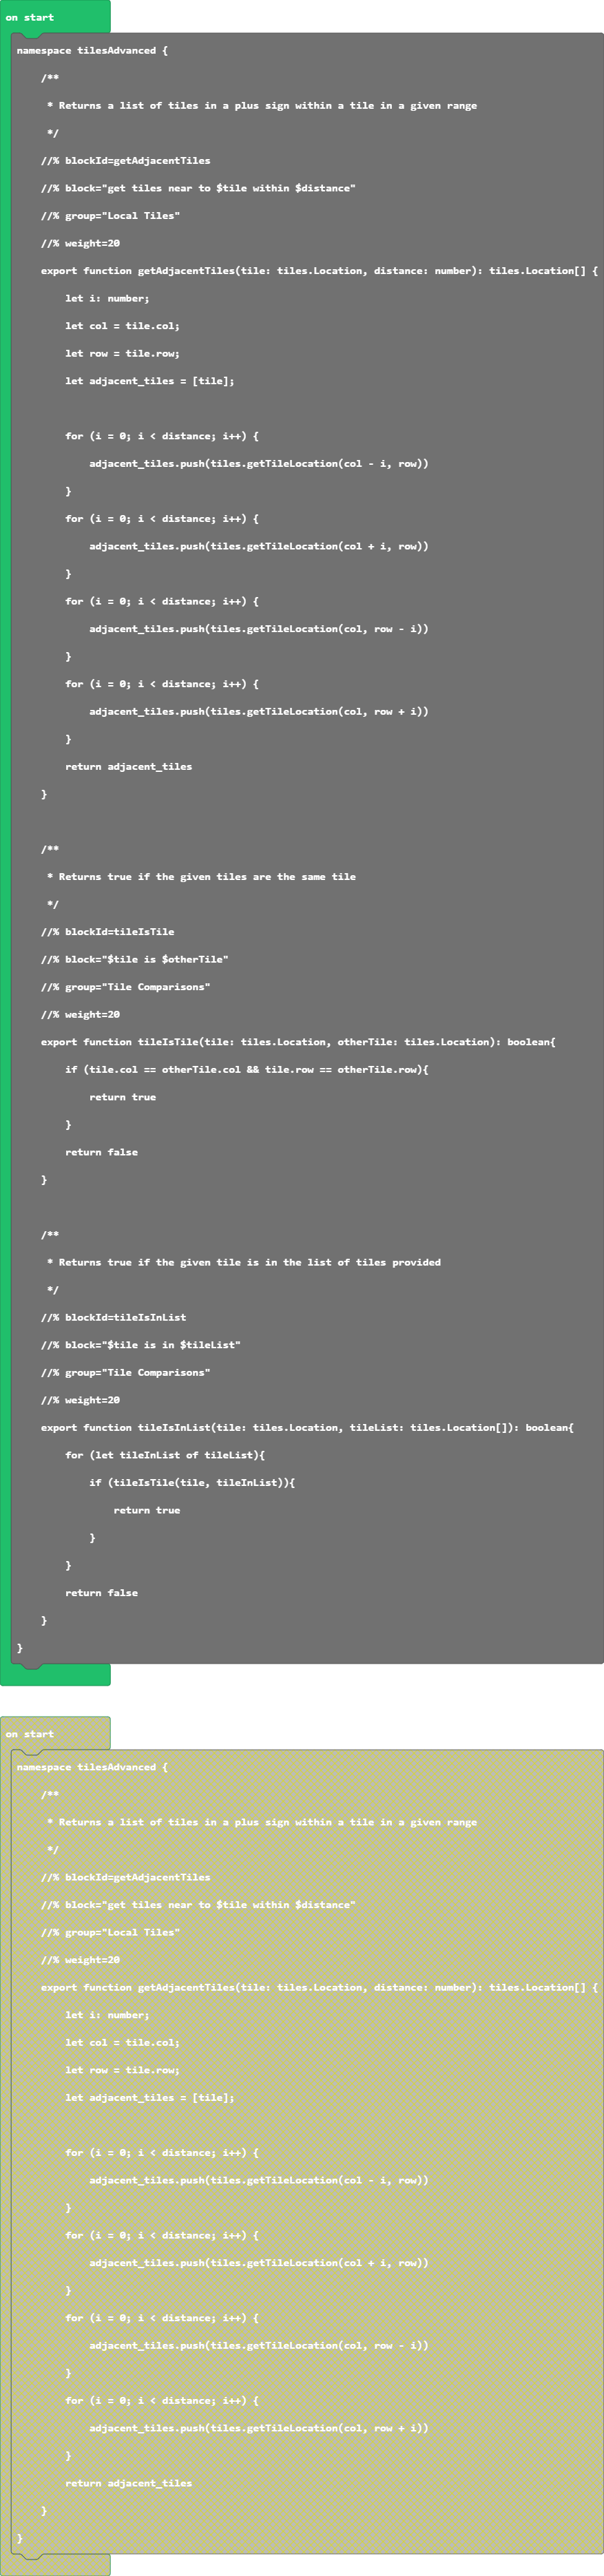 on start
namespace tilesAdvanced {
/**
* Returns a list of tiles in a plus sign within a tile in a given range
*/
//% blockId=getAdjacentTiles
//% block="get tiles near to $tile within $distance"
//% group="Local Tiles"
//% weight=20
export function getAdjacentTiles(tile: tiles.Location, distance: number): tiles.Location[] {
let i: number;
let col = tile.col;
let row = tile.row;
let adjacent_tiles = [tile];
for (i = 0; i < distance; i++) {
adjacent_tiles.push(tiles.getTileLocation(col - i, row))
}
for (i = 0; i < distance; i++) {
adjacent_tiles.push(tiles.getTileLocation(col + i, row))
}
for (i = 0; i < distance; i++) {
adjacent_tiles.push(tiles.getTileLocation(col, row - i))
}
for (i = 0; i < distance; i++) {
adjacent_tiles.push(tiles.getTileLocation(col, row + i))
}
return adjacent_tiles
}
/**
* Returns true if the given tiles are the same tile
*/
//% blockId=tileIsTile
//% block="$tile is $otherTile"
//% group="Tile Comparisons"
//% weight=20
export function tileIsTile(tile: tiles.Location, otherTile: tiles.Location): boolean{
if (tile.col == otherTile.col && tile.row == otherTile.row){
return true
}
return false
}
/**
* Returns true if the given tile is in the list of tiles provided
*/
//% blockId=tileIsInList
//% block="$tile is in $tileList"
//% group="Tile Comparisons"
//% weight=20
export function tileIsInList(tile: tiles.Location, tileList: tiles.Location[]): boolean{
for (let tileInList of tileList){
if (tileIsTile(tile, tileInList)){
return true
}
}
return false
}
}
on start
namespace tilesAdvanced {
/**
* Returns a list of tiles in a plus sign within a tile in a given range
*/
//% blockId=getAdjacentTiles
//% block="get tiles near to $tile within $distance"
//% group="Local Tiles"
//% weight=20
export function getAdjacentTiles(tile: tiles.Location, distance: number): tiles.Location[] {
let i: number;
let col = tile.col;
let row = tile.row;
let adjacent_tiles = [tile];
for (i = 0; i < distance; i++) {
adjacent_tiles.push(tiles.getTileLocation(col - i, row))
}
for (i = 0; i < distance; i++) {
adjacent_tiles.push(tiles.getTileLocation(col + i, row))
}
for (i = 0; i < distance; i++) {
adjacent_tiles.push(tiles.getTileLocation(col, row - i))
}
for (i = 0; i < distance; i++) {
adjacent_tiles.push(tiles.getTileLocation(col, row + i))
}
return adjacent_tiles
}
}